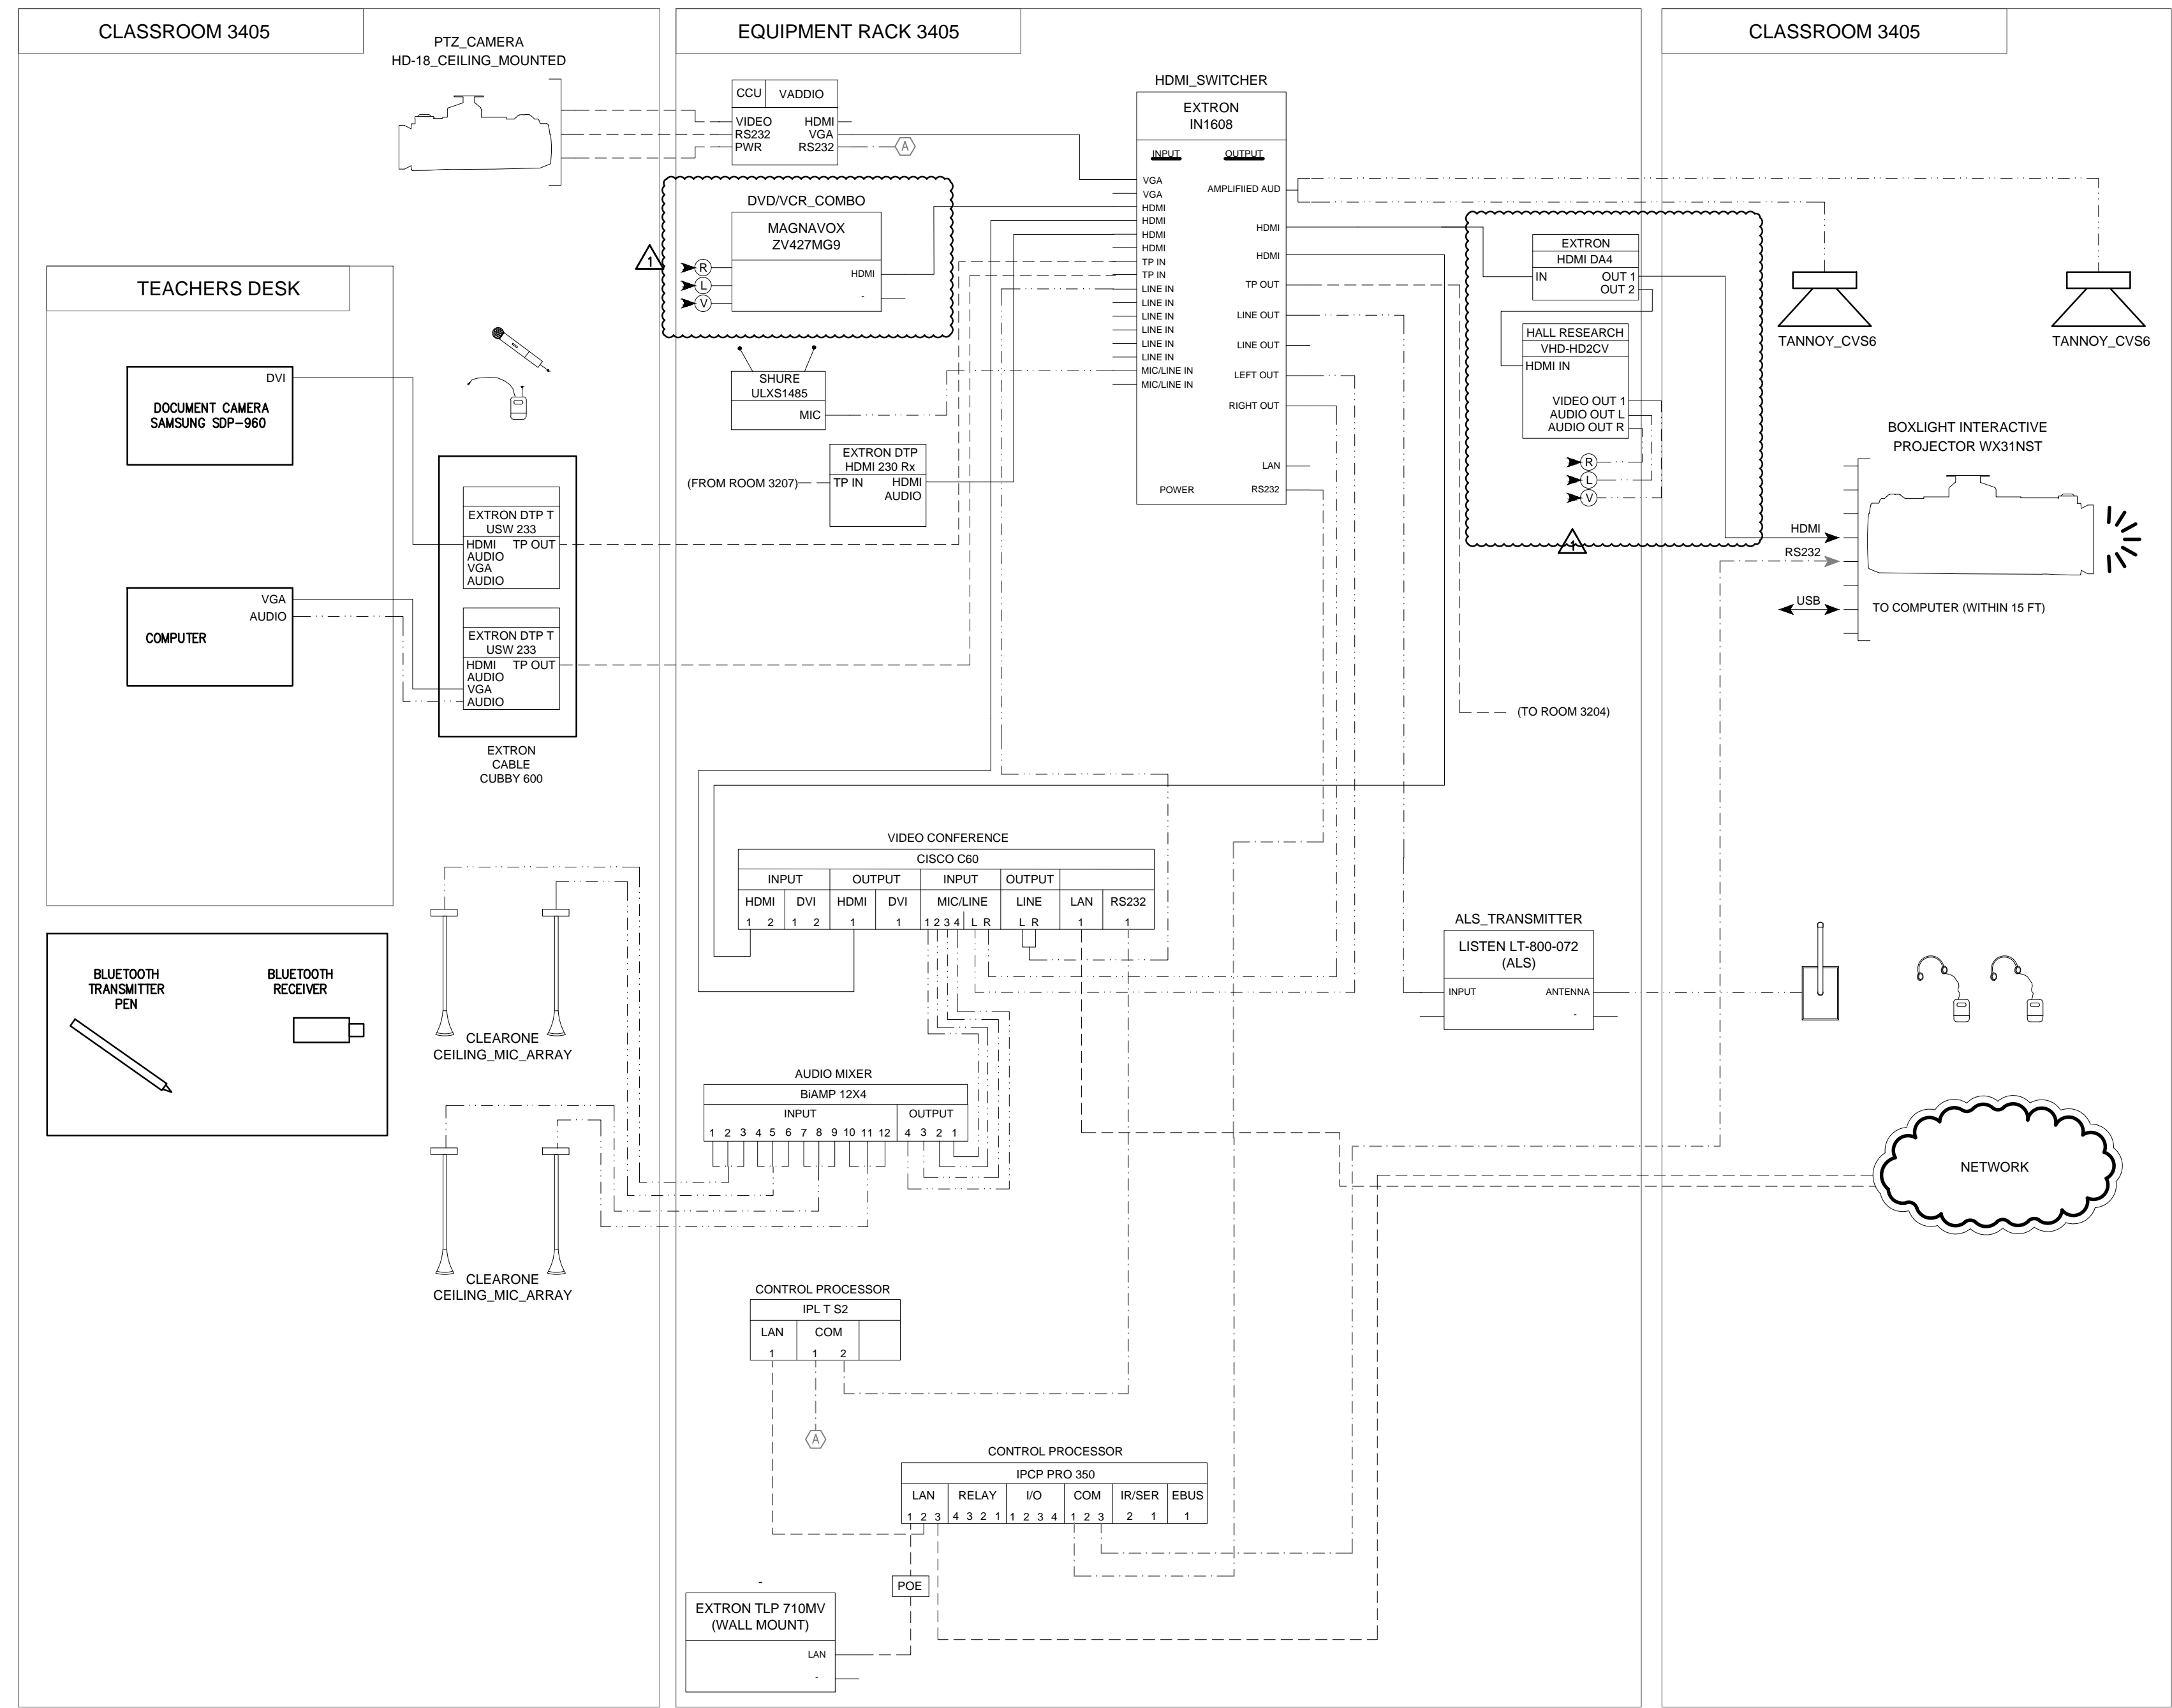 CLASSROOM 3405
PTZ_CAMERA
HD-18_CEILING_MOUNTED
TEACHERS DESK
DOCUMENT CAMERA
SAMSUNG SDP-960
DVI
COMPUTER
VGA
AUDIO
EXTRON DTP T
USW 233
HDMI TP OUT
AUDIO
VGA
AUDIO
EXTRON DTP T
USW 233
HDMI TP OUT
AUDIO
VGA
AUDIO
EXTRON
CABLE
CUBBY 600
BLUETOOTH
TRANSMITTER
PEN
BLUETOOTH
RECEIVER
CLEARONE
CEILING_MIC_ARRAY
CLEARONE
CEILING_MIC_ARRAY
EQUIPMENT RACK 3405
CCU VADDIO
VIDEO HDMI
RS232 VGA
PWR RS232
A
1
DVD/VCR_COMBO
MAGNAVOX
ZV427MG9
R
L
V
HDMI
-
SHURE
ULXS1485
MIC
EXTRON DTP
HDMI 230 Rx
(FROM ROOM 3207)
TP IN HDMI
AUDIO
HDMI_SWITCHER
EXTRON
IN1608
INPUT OUTPUT
VGA
VGA
HDMI
HDMI
HDMI
HDMI
TP IN
TP IN
LINE IN
LINE IN
LINE IN
LINE IN
LINE IN
LINE IN
MIC/LINE IN
MIC/LINE IN
AMPLIFIIED AUD
HDMI
HDMI
TP OUT
LINE OUT
LINE OUT
LEFT OUT
RIGHT OUT
LAN
POWER RS232
EXTRON
HDMI DA4
IN OUT 1
OUT 2
HALL RESEARCH
VHD-HD2CV
HDMI IN
VIDEO OUT 1
AUDIO OUT L
AUDIO OUT R
R
L
V
1
(TO ROOM 3204)
VIDEO CONFERENCE
CISCO C60
INPUT OUTPUT INPUT OUTPUT
HDMI DVI HDMI DVI MIC/LINE LINE LAN RS232
1 2 1 2 1 1 1 2 3 4 L R L R 1 1
AUDIO MIXER
BiAMP 12X4
INPUT OUTPUT
1 2 3 4 5 6 7 8 9 10 11 12 4 3 2 1
ALS_TRANSMITTER
LISTEN LT-800-072
(ALS)
INPUT ANTENNA
-
CONTROL PROCESSOR
IPL T S2
LAN COM
1 1 2
A
CONTROL PROCESSOR
IPCP PRO 350
LAN RELAY I/O COM IR/SER EBUS
1 2 3 4 3 2 1 1 2 3 4 1 2 3 2 1 1
POE
-
EXTRON TLP 710MV
(WALL MOUNT)
LAN
-
CLASSROOM 3405
TANNOY_CVS6
TANNOY_CVS6
BOXLIGHT INTERACTIVE
PROJECTOR WX31NST
HDMI
RS232
USB
TO COMPUTER (WITHIN 15 FT)
NETWORK